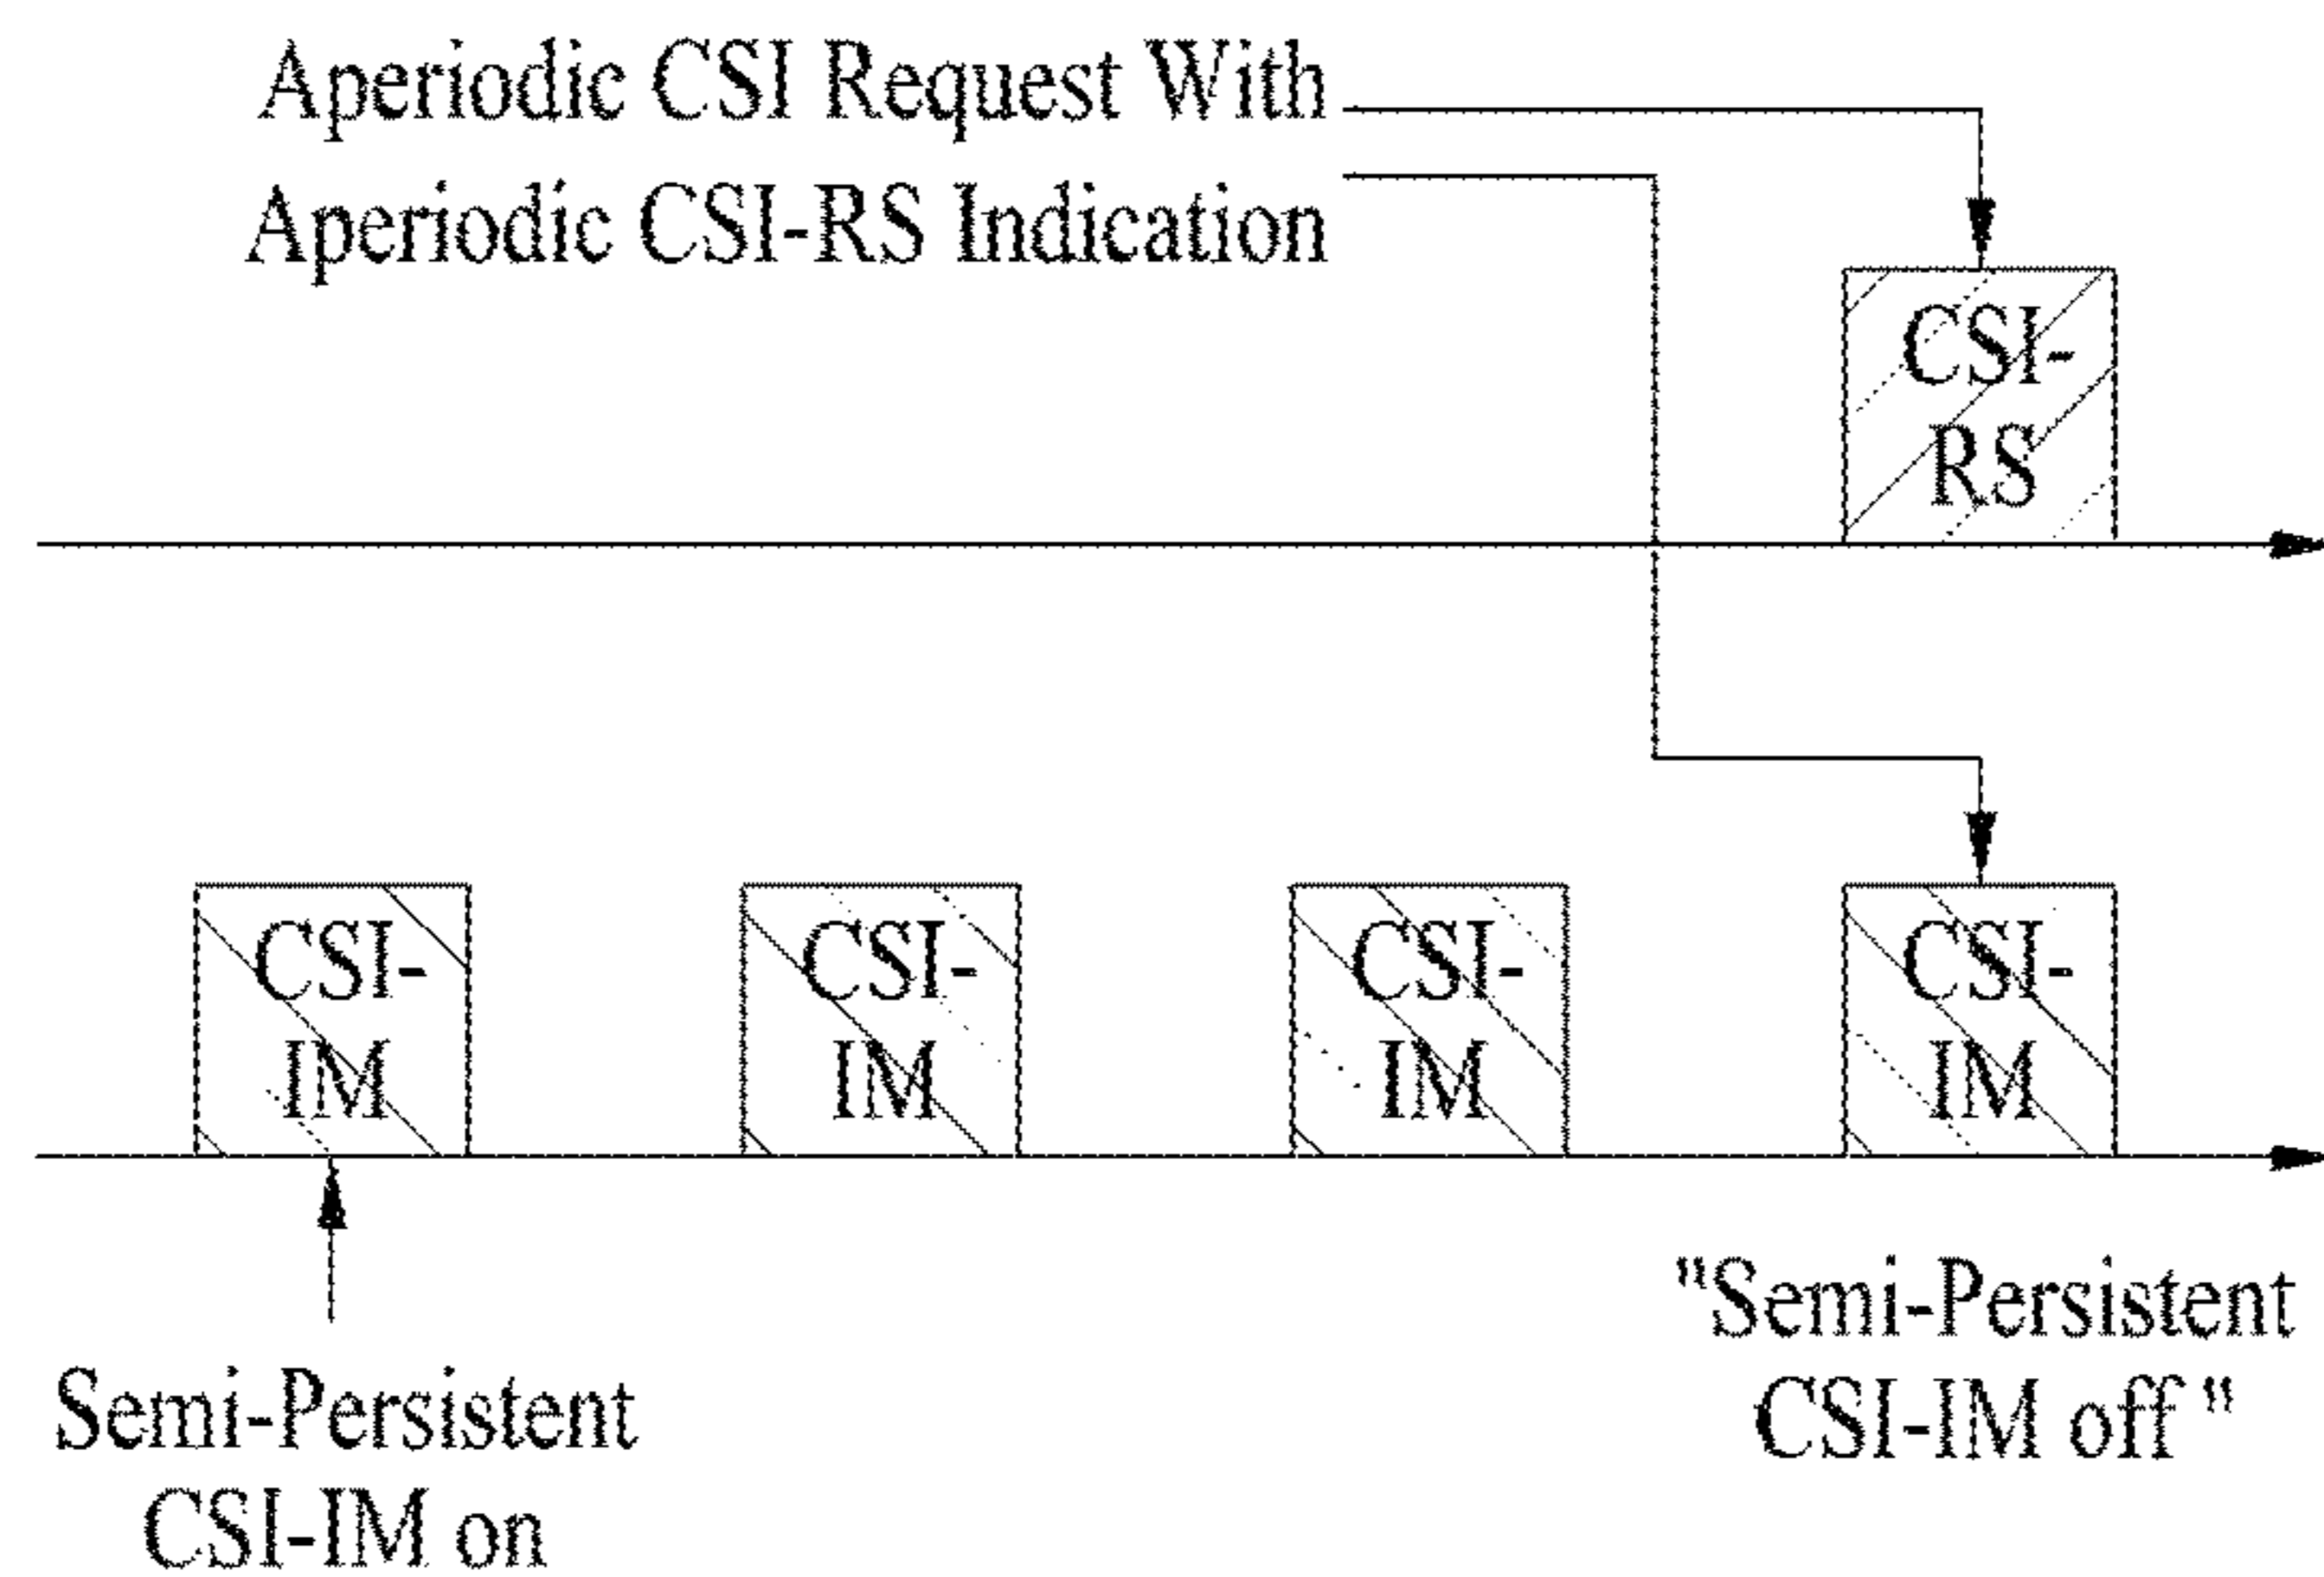 Aperiodic CSI Request With
Aperiodic CSI-RS Indication
CSI-
RS
CSI-
IM
CSI-
IM
CSI-
IM
CSI-
IM
Semi-Persistent
CSI-IM on
"Semi-Persistent
CSI-IM off"